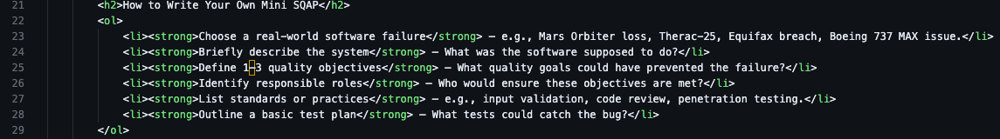 21 <h2>How to Write Your Own Mini SQAP</h2>
22 <ol>
23 <li><strong>Choose a real-world software failure</strong> – e.g., Mars Orbiter loss, Therac-25, Equifax breach, Boeing 737 MAX issue.</li>
24 <li><strong>Briefly describe the system</strong> – What was the software supposed to do?</li>
25 <li><strong>Define 1–3 quality objectives</strong> – What quality goals could have prevented the failure?</li>
26 <li><strong>Identify responsible roles</strong> – Who would ensure these objectives are met?</li>
27 <li><strong>List standards or practices</strong> – e.g., input validation, code review, penetration testing.</li>
28 <li><strong>Outline a basic test plan</strong> – What tests could catch the bug?</li>
29 </ol>